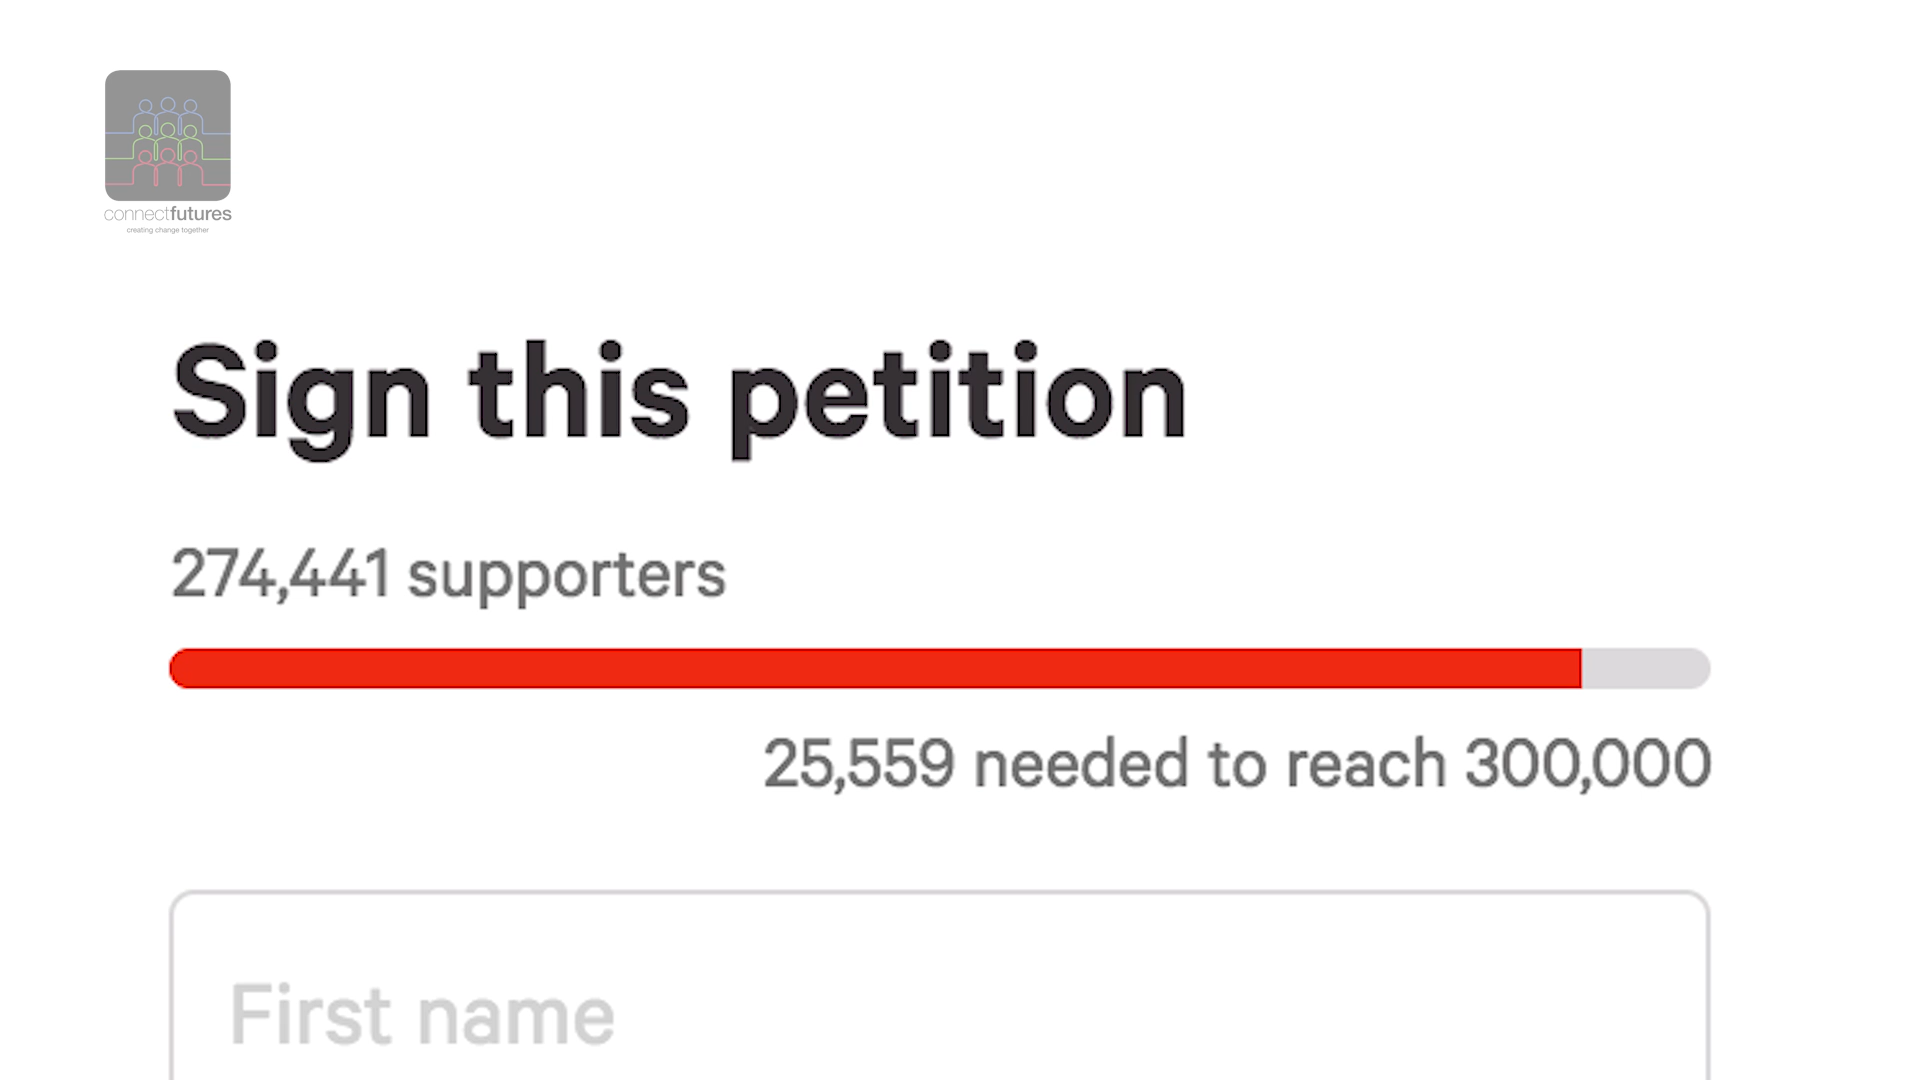 connectfutures
creating change together
Sign this petition
274,441 supporters
25,559 needed to reach 300,000
First name